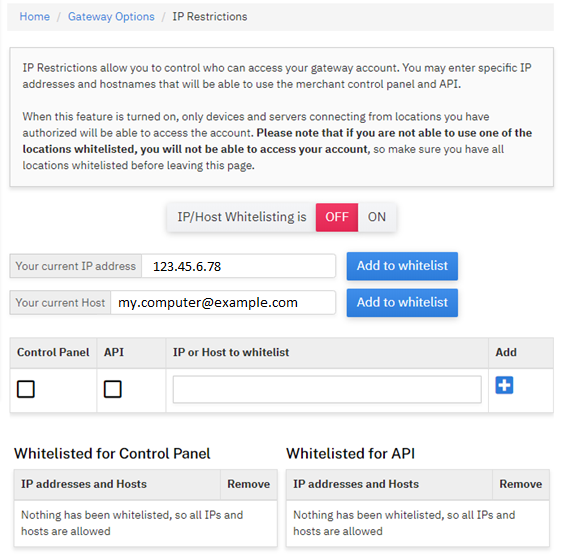 Home / Gateway Options / IP Restrictions
IP Restrictions allow you to control who can access your gateway account. You may enter specific IP
addresses and hostnames that will be able to use the merchant control panel and API.
When this feature is turned on, only devices and servers connecting from locations you have
authorized will be able to access the account. Please note that if you are not able to use one of the
locations whitelisted, you will not be able to access your account, so make sure you have all
locations whitelisted before leaving this page.
IP/Host Whitelisting is OFF ON
Your current IP address 123.45.6.78 Add to whitelist
Your current Host my.computer@example.com Add to whitelist
Control Panel API IP or Host to whitelist Add
Whitelisted for Control Panel
IP addresses and Hosts Remove
Nothing has been whitelisted, so all IPs and
hosts are allowed
Whitelisted for API
IP addresses and Hosts Remove
Nothing has been whitelisted, so all IPs and
hosts are allowed